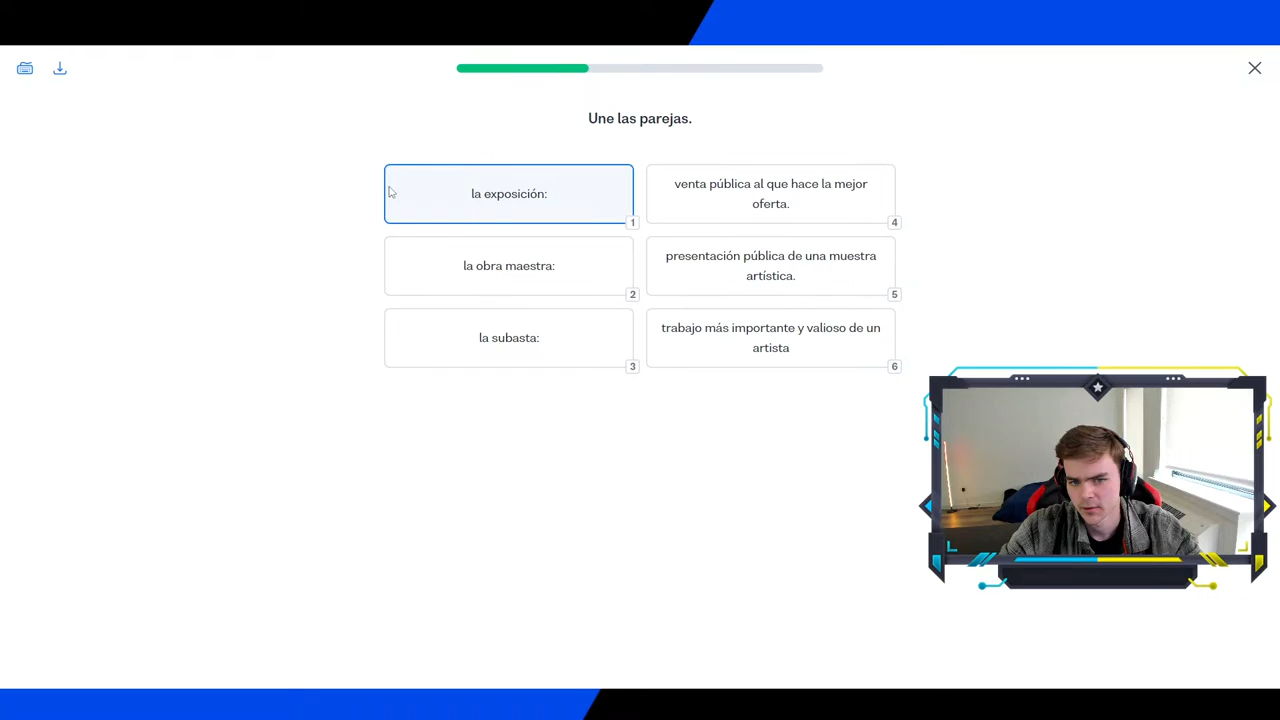 Une las parejas.
la exposición:
1
venta pública al que hace la mejor
oferta.
4
la obra maestra:
2
presentación pública de una muestra
artística.
5
la subasta:
3
trabajo más importante y valioso de un
artista
6